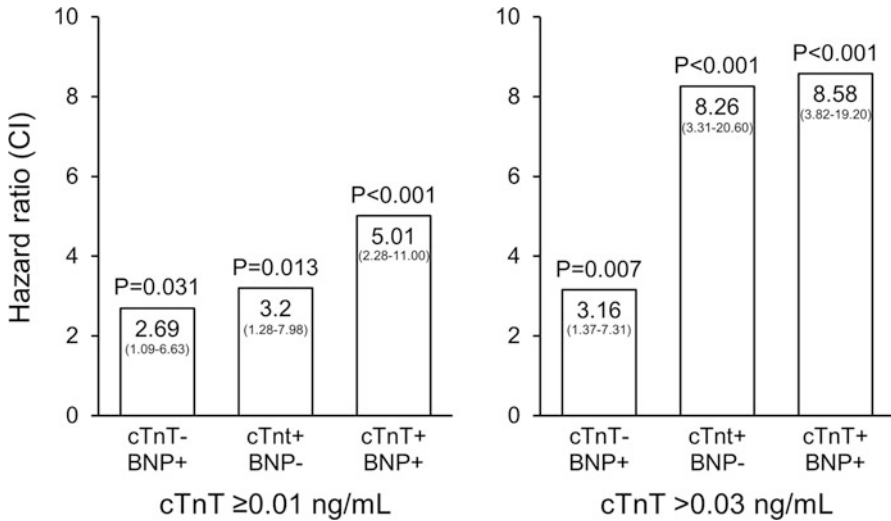 Hazard ratio (CI)
10
8
6
4
2
0
P=0.031
2.69
(1.09-6.63)
P=0.013
3.2
(1.28-7.98)
P<0.001
5.01
(2.28-11.00)
cTnT-
BNP+
cTnt+
BNP-
cTnT+
BNP+
cTnT ≥0.01 ng/mL
10
8
6
4
2
0
P=0.007
3.16
(1.37-7.31)
P<0.001
8.26
(3.31-20.60)
P<0.001
8.58
(3.82-19.20)
cTnT-
BNP+
cTnt+
BNP-
cTnT+
BNP+
cTnT >0.03 ng/mL